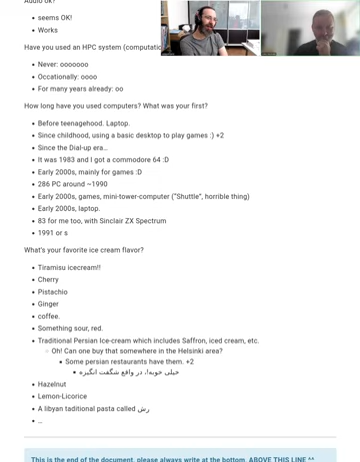 Audio ok?
seems OK!
Works
Have you used an HPC system (computatio
Never: ooooooo
Occationally: oooo
For many years already: oo
How long have you used computers? What was your first?
Before teenagehood. Laptop.
Since childhood, using a basic desktop to play games :) +2
Since the Dial-up era...
It was 1983 and I got a commodore 64 :D
Early 2000s, mainly for games :D
286 PC around ~1990
Early 2000s, games, mini-tower-computer ("Shuttle", horrible thing)
Early 2000s, laptop.
83 for me too, with Sinclair ZX Spectrum
1991 or s
What's your favorite ice cream flavor?
Tiramisu icecream!!
Cherry
Pistachio
Ginger
coffee.
Something sour, red.
Traditional Persian Ice-cream which includes Saffron, iced cream, etc.
Oh! Can one buy that somewhere in the Helsinki area?
Some persian restaurants have them. +2
خیلی خوبه!، در واقع شگفت انگیزه
Hazelnut
Lemon-Licorice
A libyan taditional pasta called رش
...
This is the end of the document, please always write at the bottom, ABOVE THIS LINE ^^